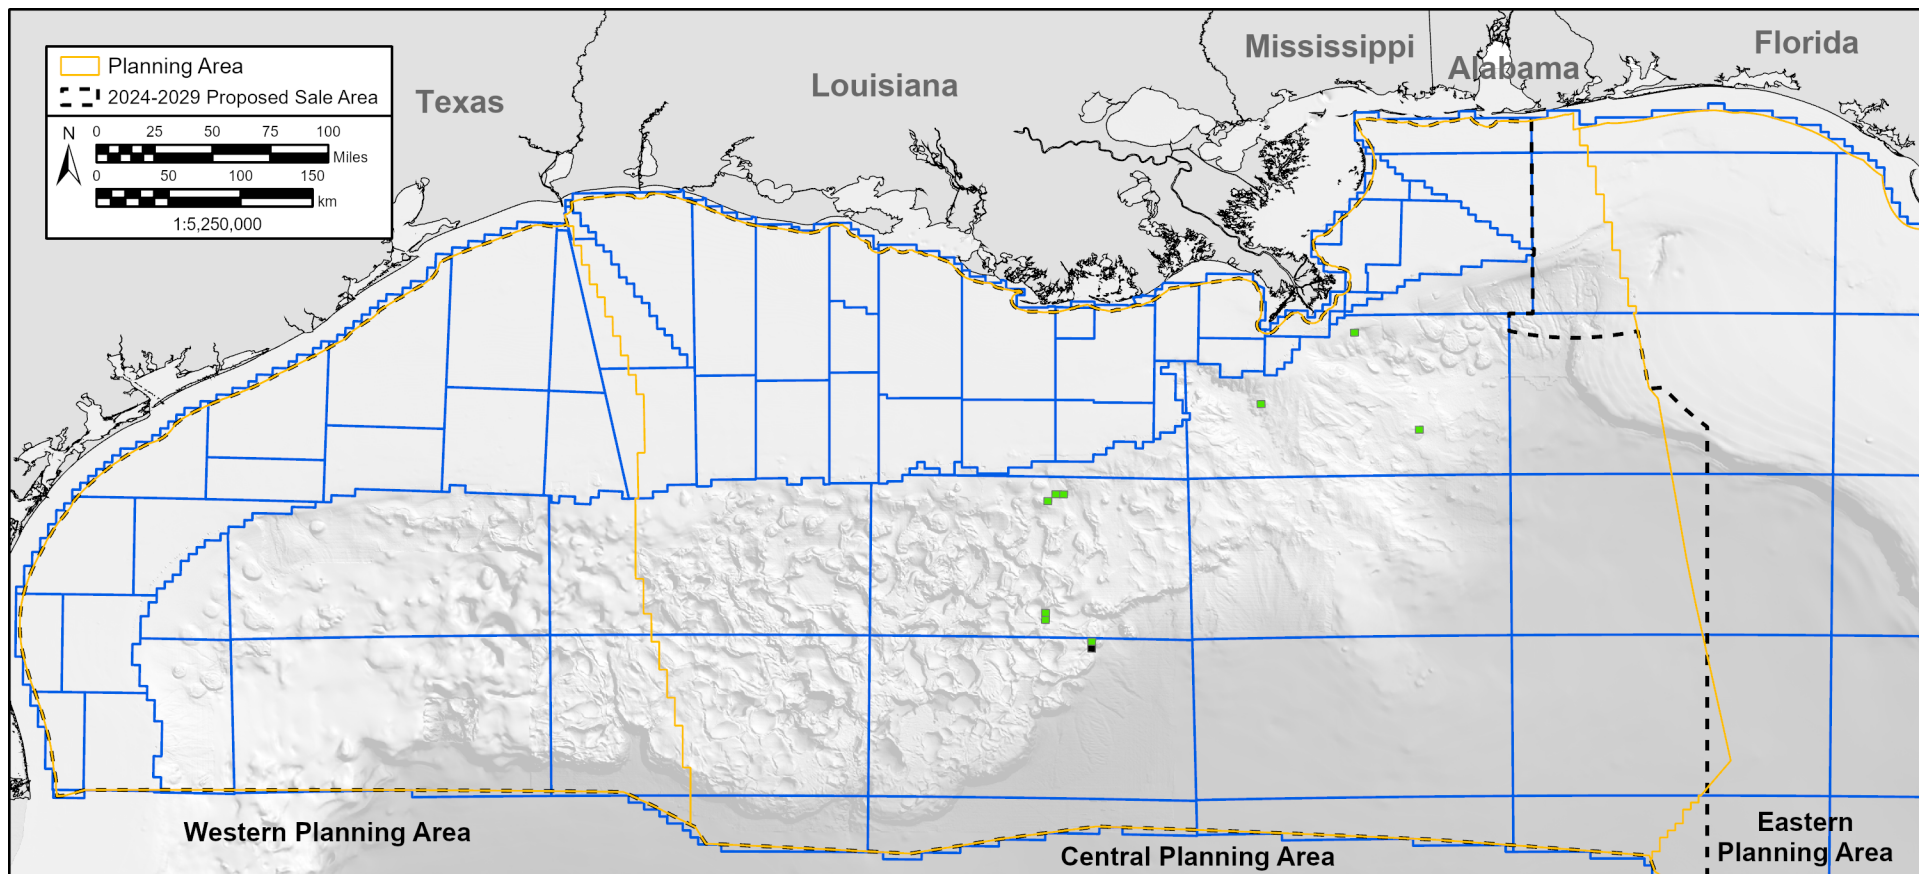 Mississippi
Florida
Alabama
Louisiana
Texas
Planning Area
2024-2029 Proposed Sale Area
N
0 25 50 75 100
Miles
0 50 100 150
km
1:5,250,000
Western Planning Area
Central Planning Area
Eastern
Planning Area